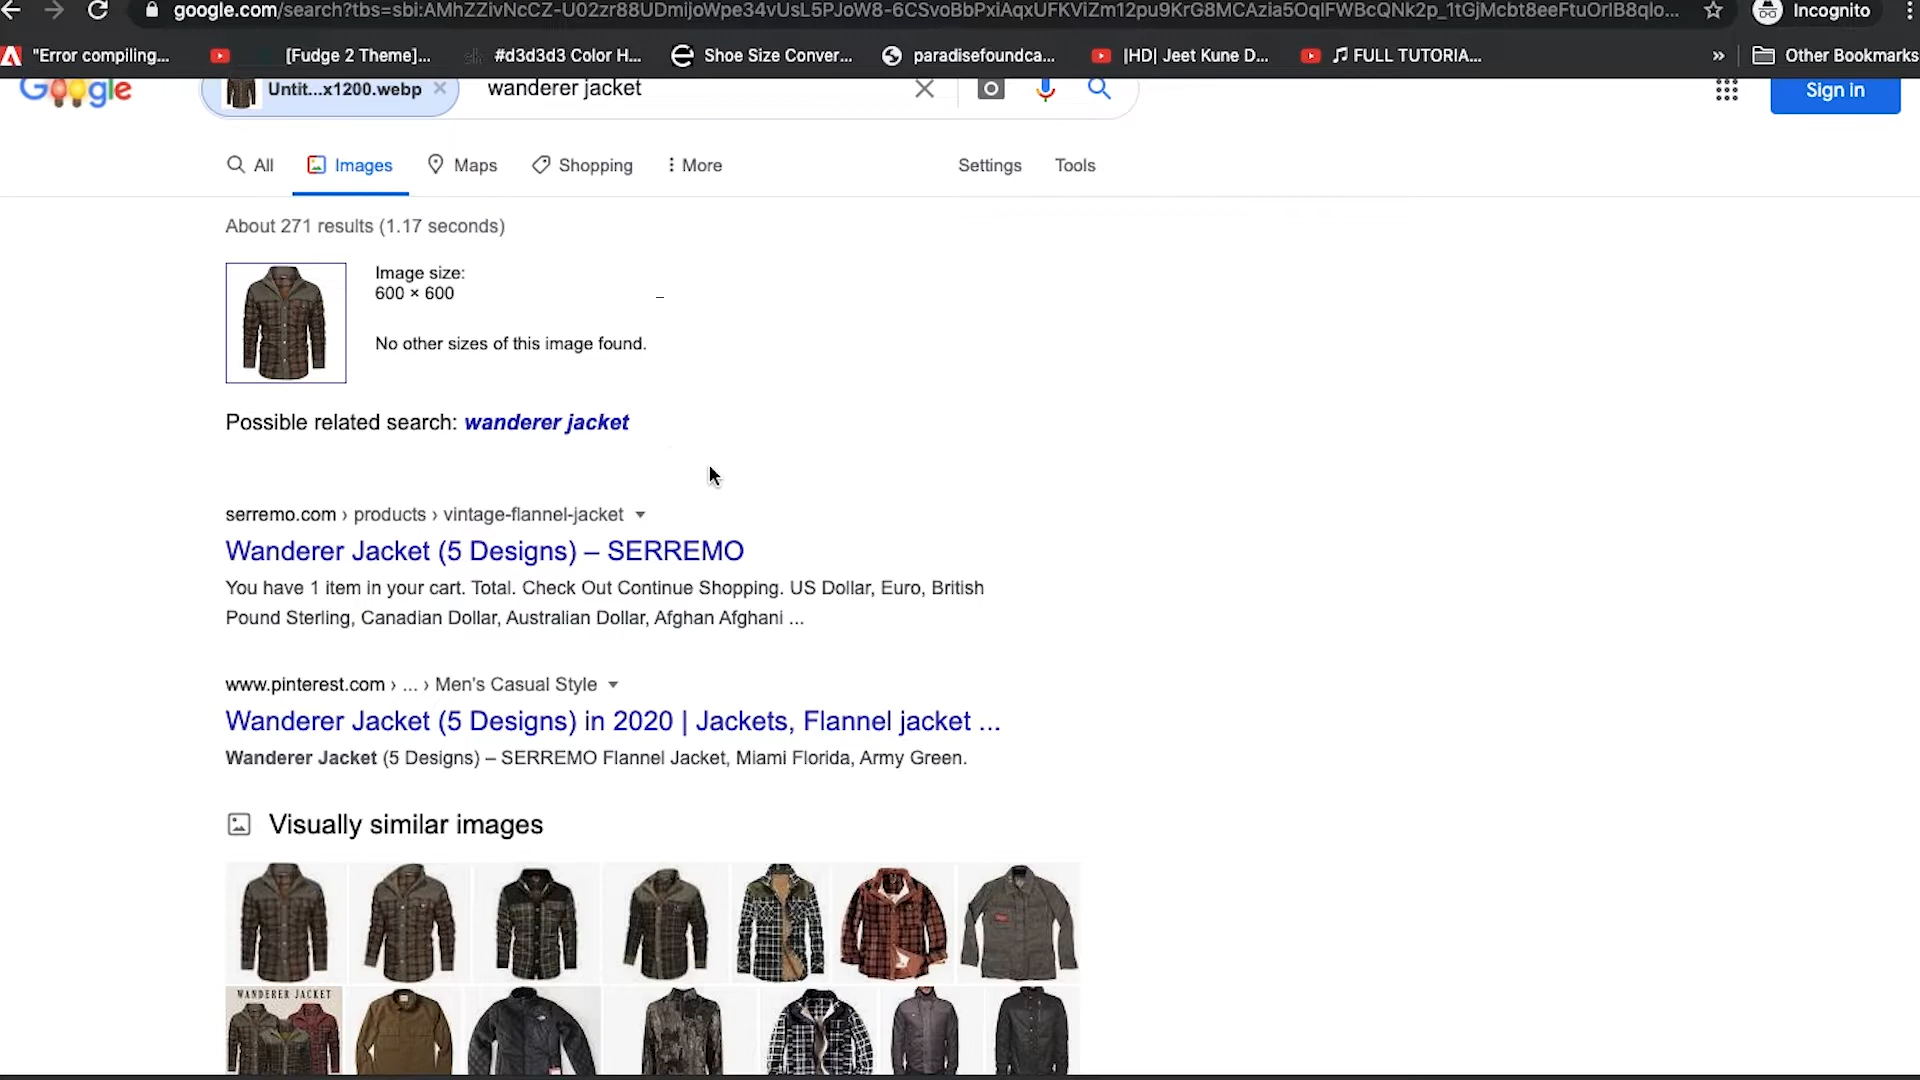 google.com/search?tbs=sbi:AMhZZivNcCZ-U02zr88UDmijoWpe34vUsL5PJoW8-6CSvoBbPxiAqxUFKViZm12pu9KrG8MCAzia5OqIFWBcQNk2p_1tGjMcbt8eeFtuOrIB8qlo...
Incognito
"Error compiling...
[Fudge 2 Theme]...
#d3d3d3 Color H...
Shoe Size Conver...
paradisefoundca...
|HD| Jeet Kune D...
♫ FULL TUTORIA...
»
Other Bookmarks
Google
Untit...x1200.webp
wanderer jacket
Sign in
All
Images
Maps
Shopping
More
Settings
Tools
About 271 results (1.17 seconds)
Image size:
600 × 600
No other sizes of this image found.
Possible related search: wanderer jacket
serremo.com › products › vintage-flannel-jacket
Wanderer Jacket (5 Designs) – SERREMO
You have 1 item in your cart. Total. Check Out Continue Shopping. US Dollar, Euro, British
Pound Sterling, Canadian Dollar, Australian Dollar, Afghan Afghani ...
www.pinterest.com › ... › Men's Casual Style
Wanderer Jacket (5 Designs) in 2020 | Jackets, Flannel jacket ...
Wanderer Jacket (5 Designs) – SERREMO Flannel Jacket, Miami Florida, Army Green.
Visually similar images
WANDERER JACKET